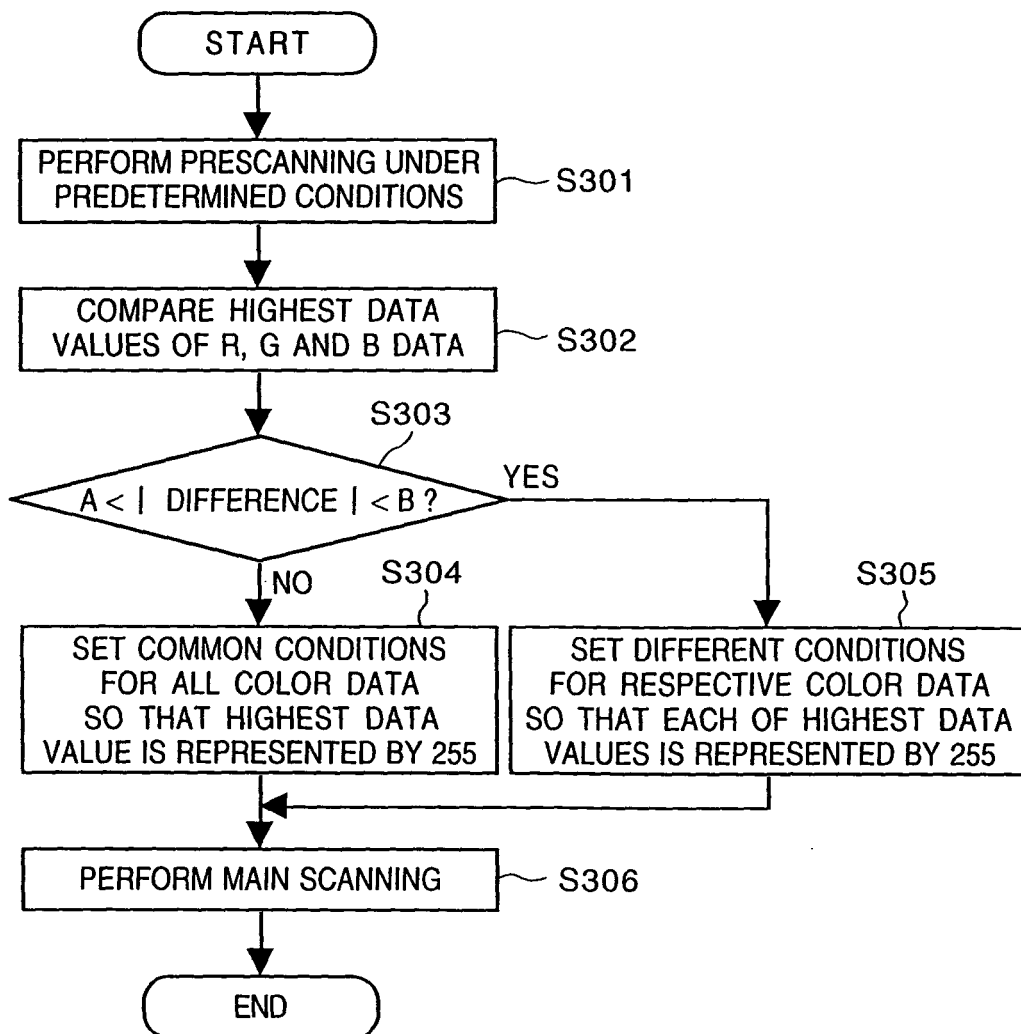 START
PERFORM PRESCANNING UNDER
PREDETERMINED CONDITIONS
S301
COMPARE HIGHEST DATA
VALUES OF R, G AND B DATA
S302
S303
A < | DIFFERENCE | < B ?
YES
NO
S304
SET COMMON CONDITIONS
FOR ALL COLOR DATA
SO THAT HIGHEST DATA
VALUE IS REPRESENTED BY 255
S305
SET DIFFERENT CONDITIONS
FOR RESPECTIVE COLOR DATA
SO THAT EACH OF HIGHEST DATA
VALUES IS REPRESENTED BY 255
PERFORM MAIN SCANNING
S306
END